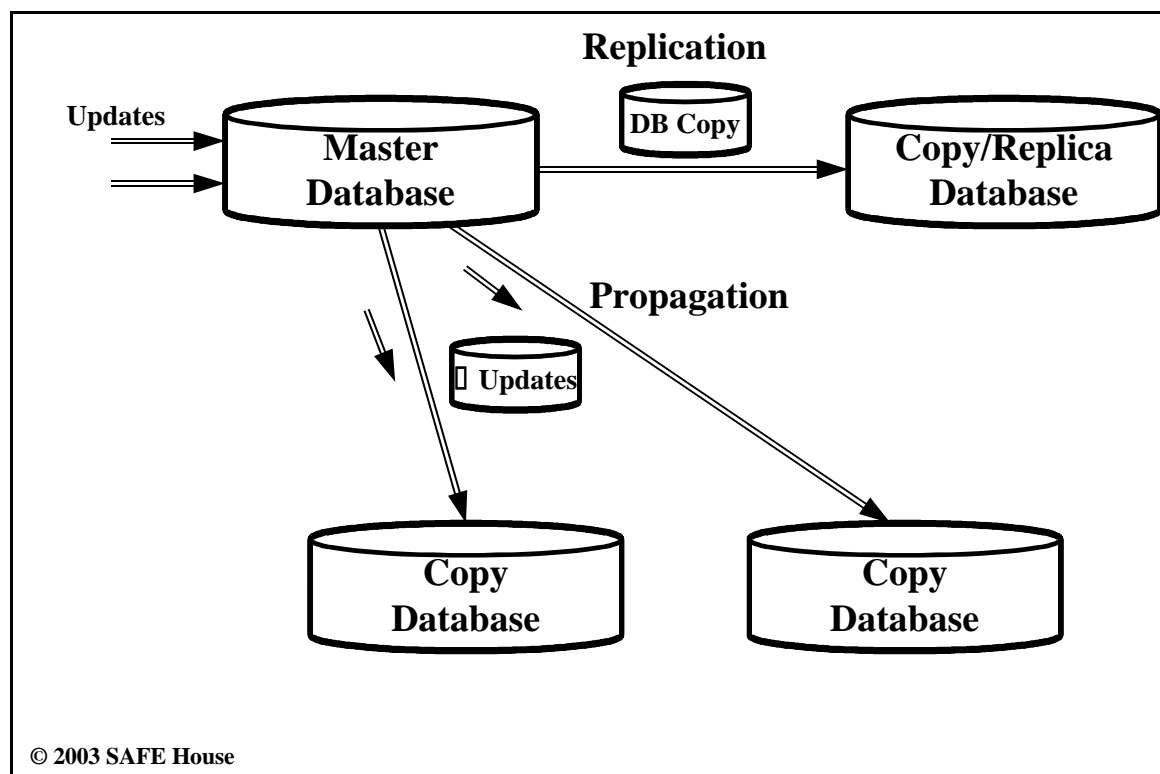 Replication
Updates
DB Copy
Master
Database
Copy/Replica
Database
Propagation
Updates
Copy
Database
Copy
Database
© 2003 SAFE House